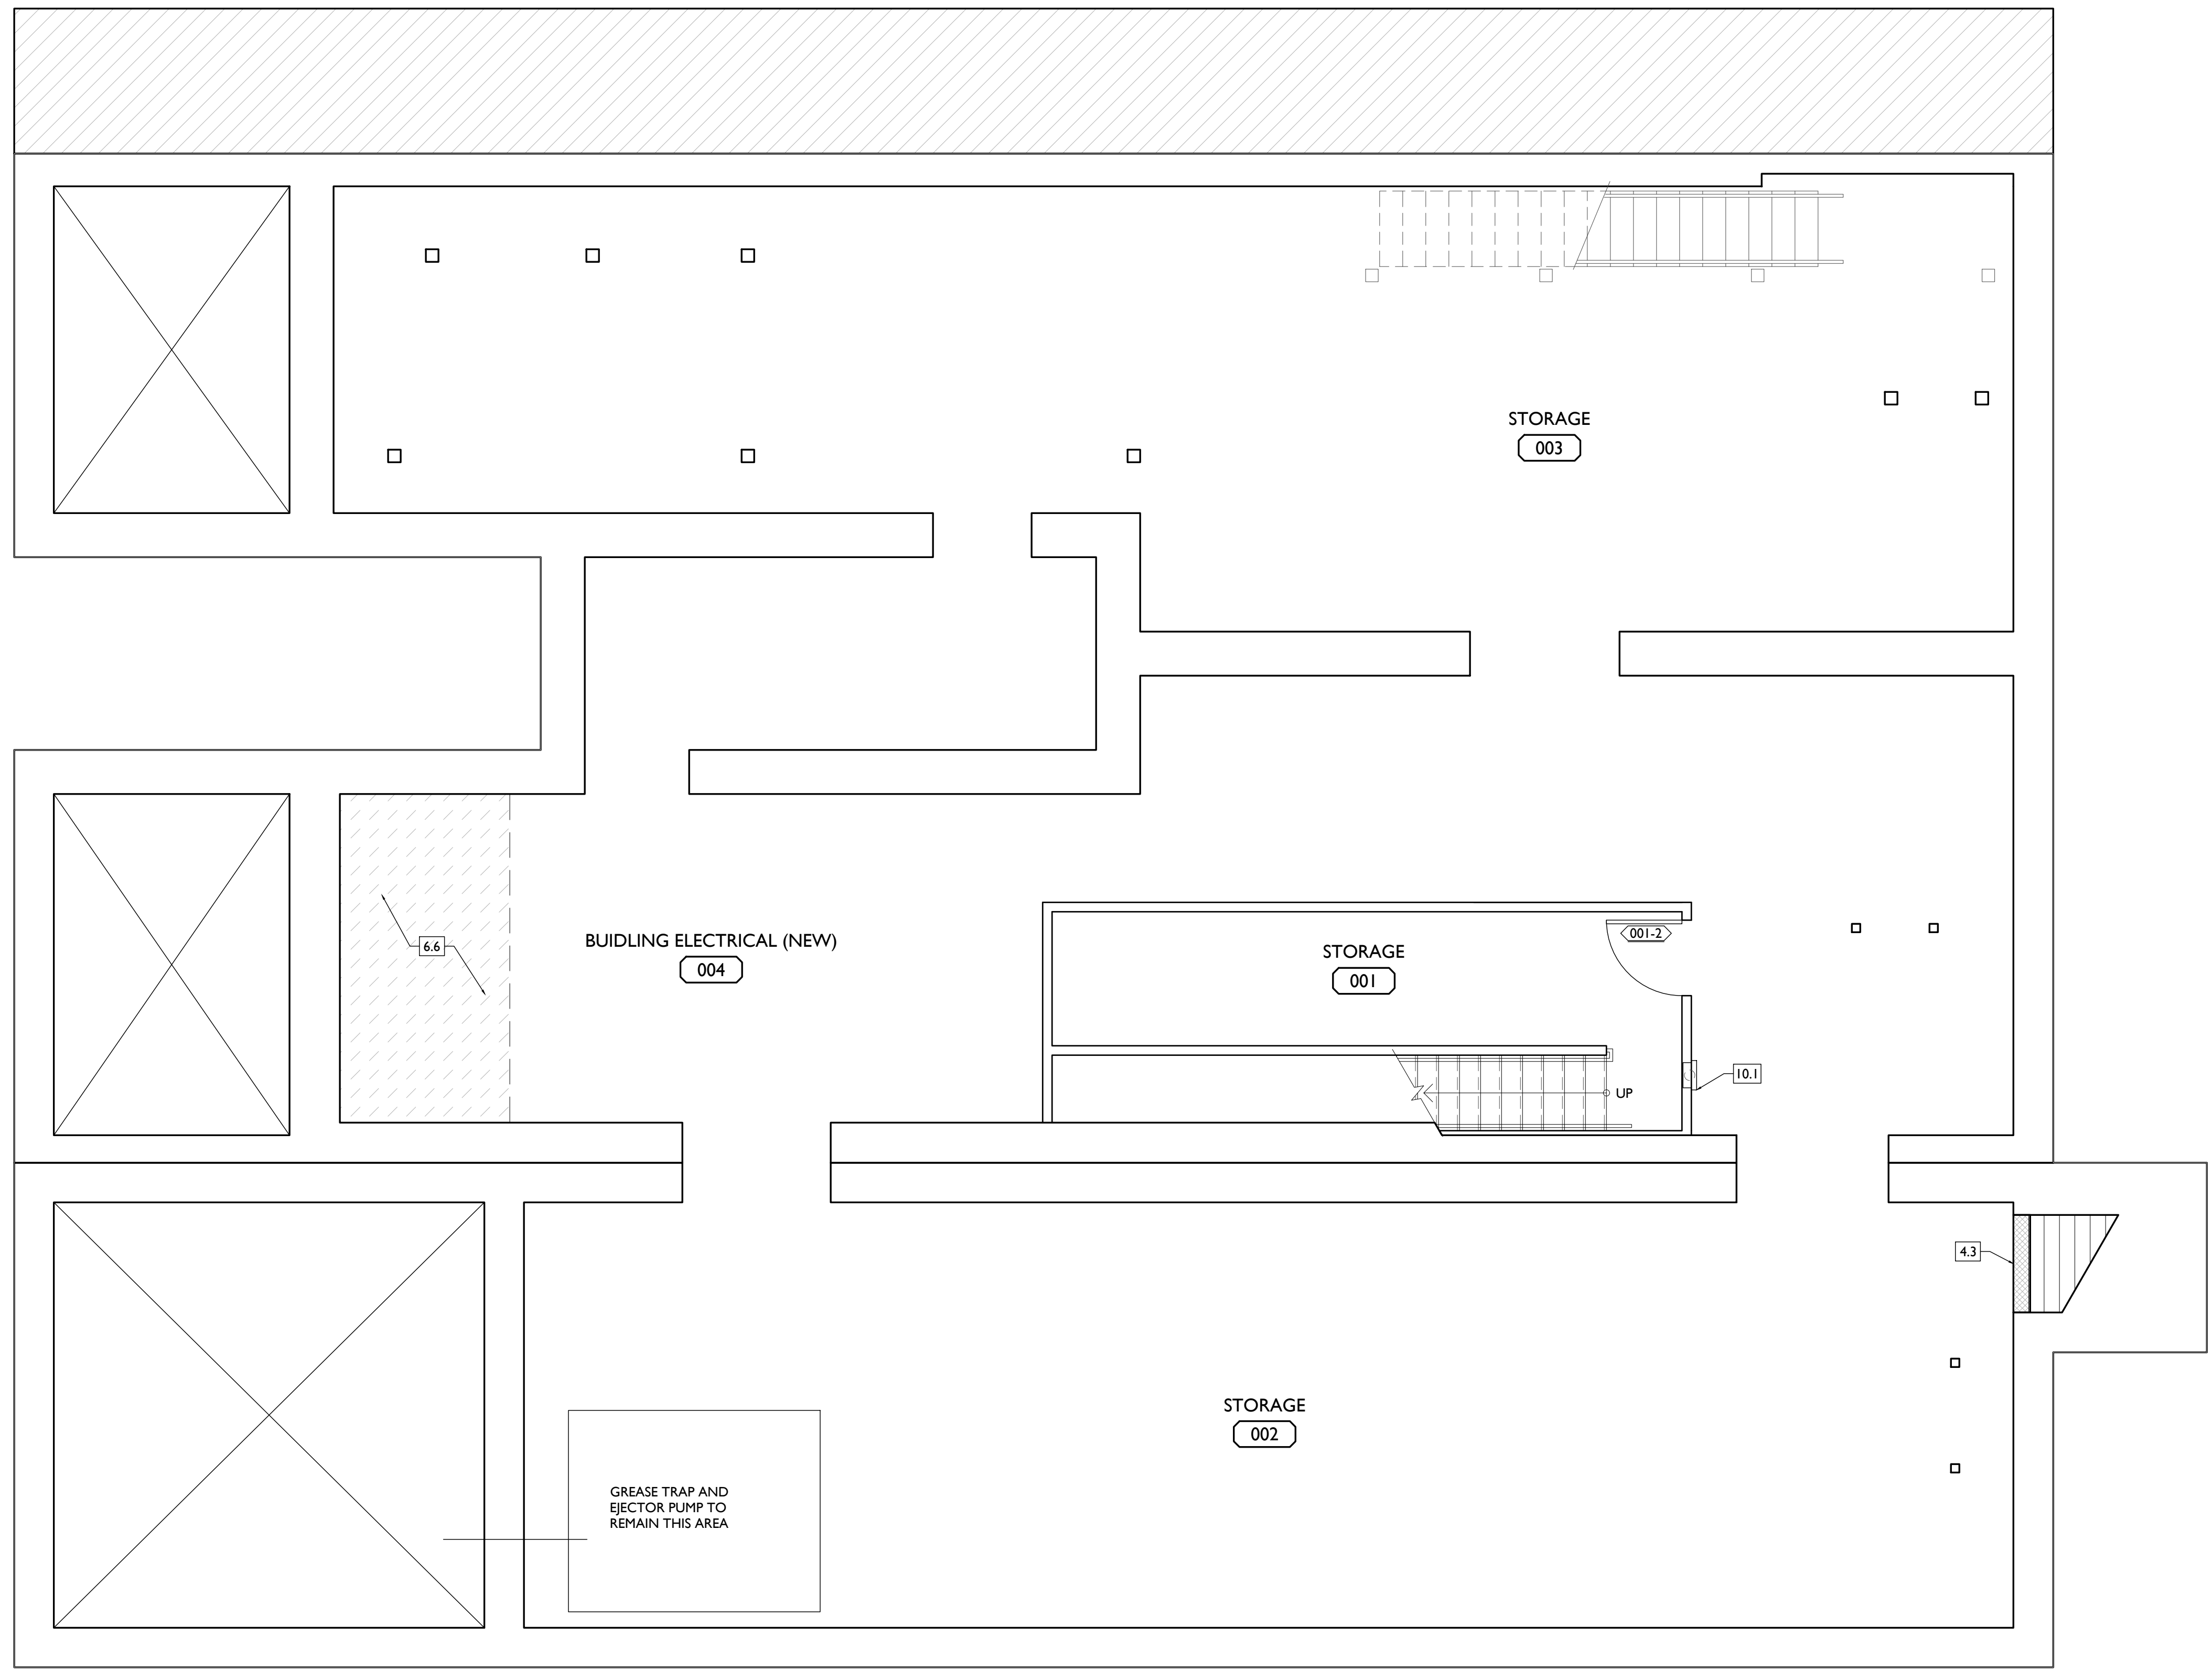 STORAGE
003
BUIDLING ELECTRICAL (NEW)
004
6.6
STORAGE
001
001-2
UP
10.1
4.3
STORAGE
002
GREASE TRAP AND
EJECTOR PUMP TO
REMAIN THIS AREA